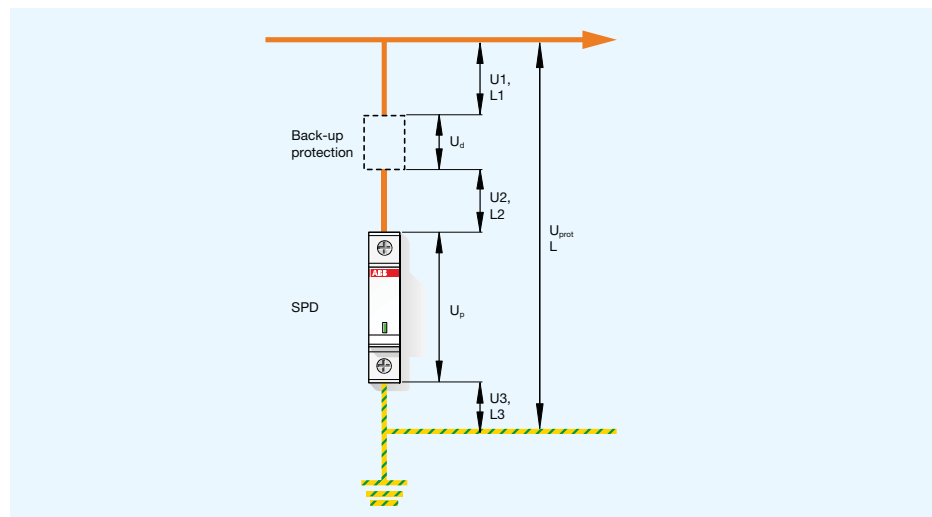 U1,
L1
Back-up
protection
Ud
U2,
L2
Uprot
L
ABB
SPD
Up
U3,
L3